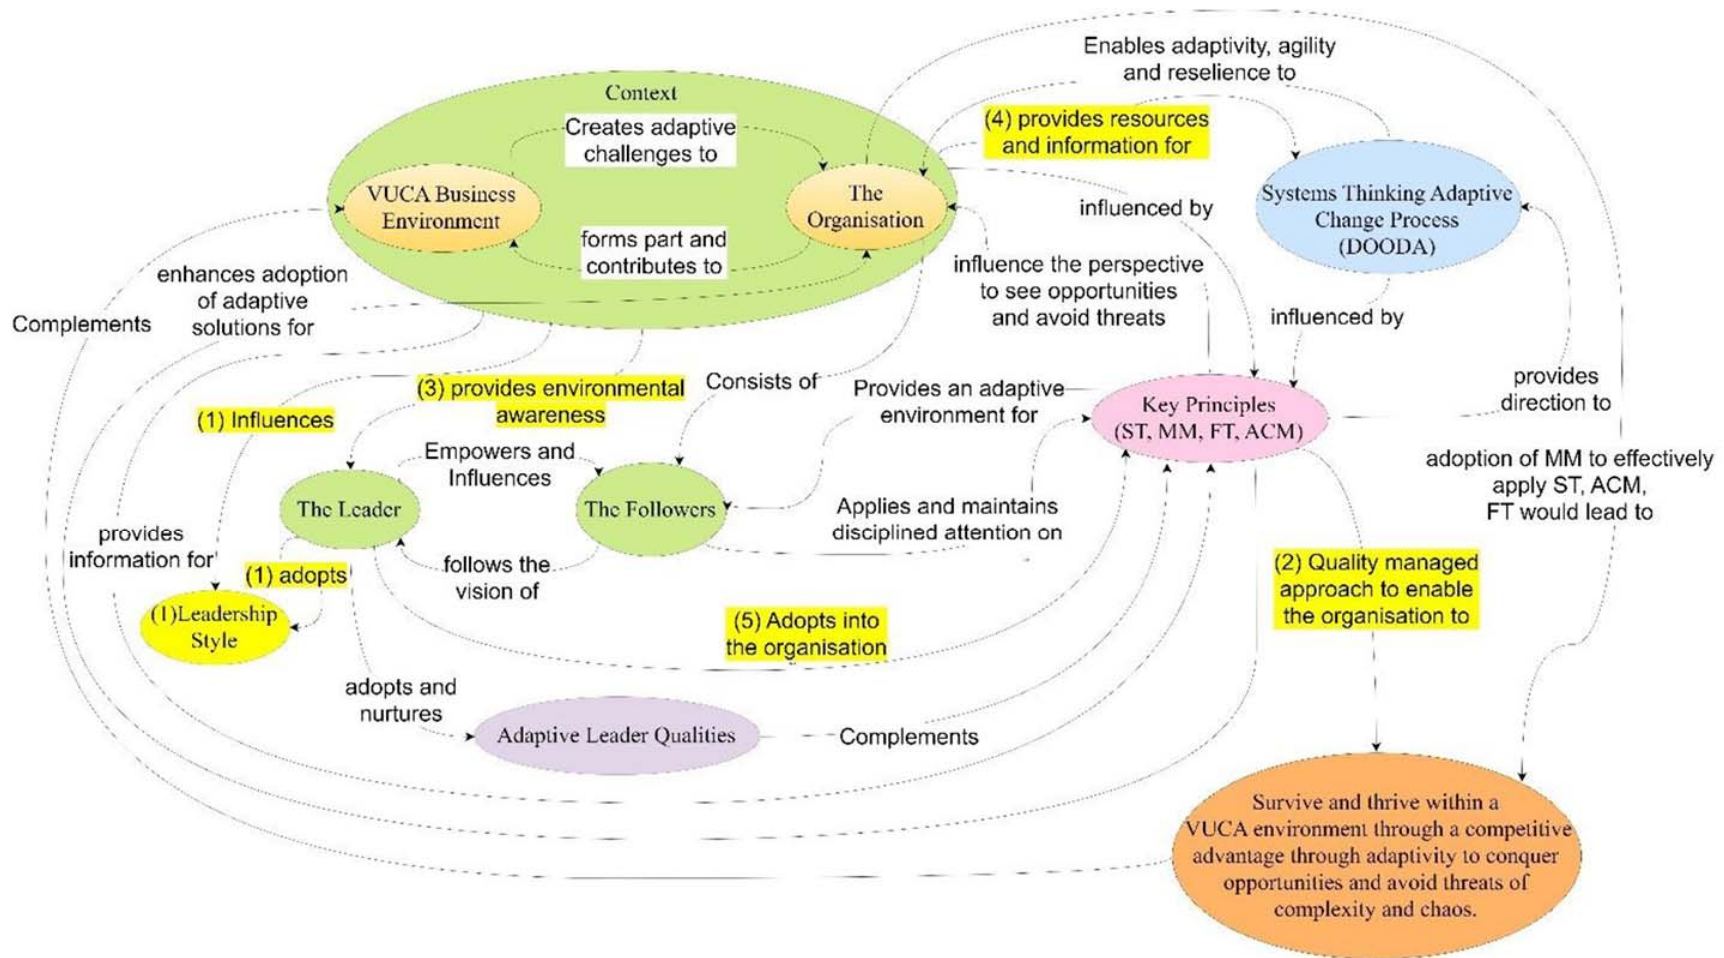 Enables adaptivity, agility
and reselience to
Context
Creates adaptive
challenges to
(4) provides resources
and information for
VUCA Business
Environment
The
Organisation
Systems Thinking Adaptive
Change Process
(DOODA)
influenced by
forms part and
contributes to
enhances adoption
of adaptive
solutions for
influence the perspective
to see opportunities
and avoid threats
Complements
influenced by
(3) provides environmental
awareness
Consists of
Provides an adaptive
environment for
provides
direction to
(1) Influences
Key Principles
(ST, MM, FT, ACM)
Empowers and
Influences
adoption of MM to effectively
apply ST, ACM,
FT would lead to
The Leader
The Followers
Applies and maintains
disciplined attention on
provides
information for
(1) adopts
follows the
vision of
(2) Quality managed
approach to enable
the organisation to
(1)Leadership
Style
(5) Adopts into
the organisation
adopts and
nurtures
Adaptive Leader Qualities
Complements
Survive and thrive within a
VUCA environment through a competitive
advantage through adaptivity to conquer
opportunities and avoid threats of
complexity and chaos.